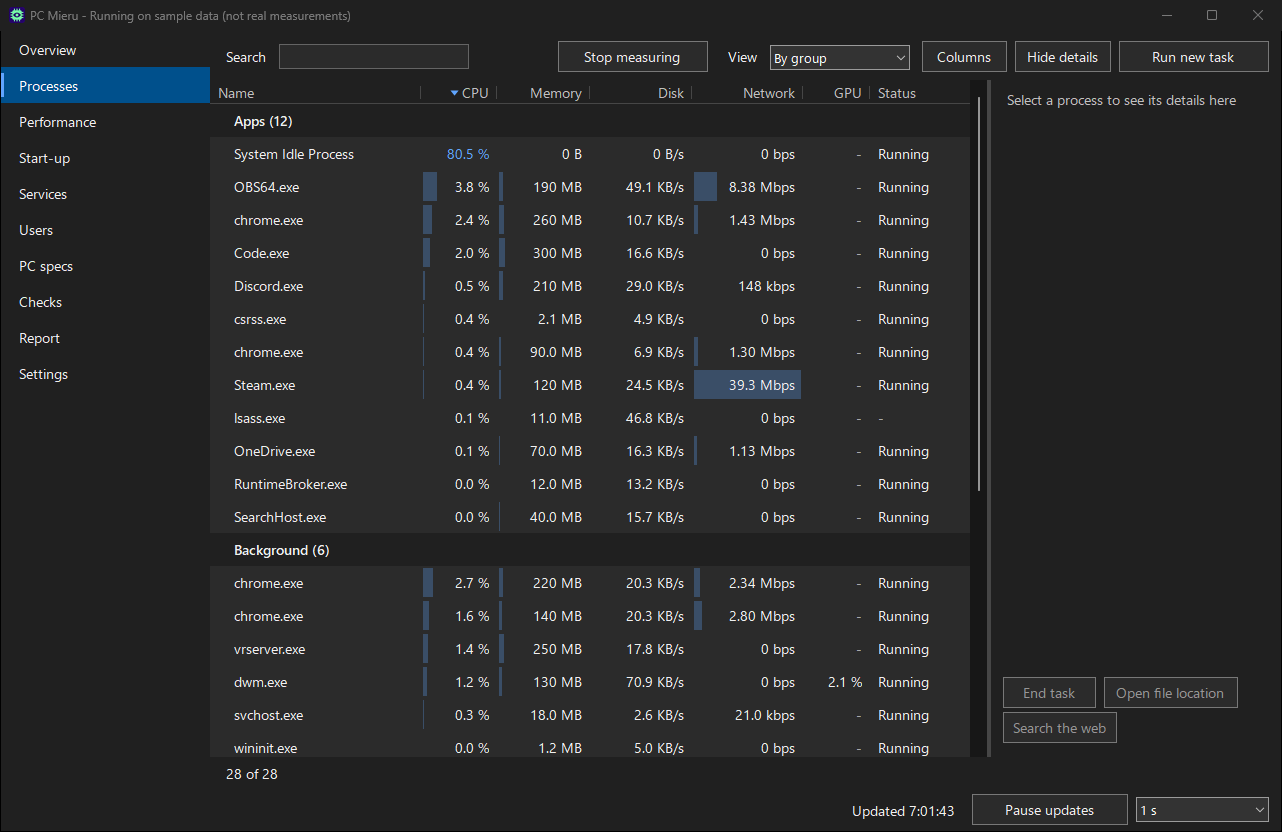 PC Mieru - Running on sample data (not real measurements)
Overview
Processes
Performance
Start-up
Services
Users
PC specs
Checks
Report
Settings
Search Stop measuring View By group Columns Hide details Run new task
Name CPU Memory Disk Network GPU Status
Apps (12)
System Idle Process 80.5 % 0 B 0 B/s 0 bps - Running
OBS64.exe 3.8 % 190 MB 49.1 KB/s 8.38 Mbps - Running
chrome.exe 2.4 % 260 MB 10.7 KB/s 1.43 Mbps - Running
Code.exe 2.0 % 300 MB 16.6 KB/s 0 bps - Running
Discord.exe 0.5 % 210 MB 29.0 KB/s 148 kbps - Running
csrss.exe 0.4 % 2.1 MB 4.9 KB/s 0 bps - Running
chrome.exe 0.4 % 90.0 MB 6.9 KB/s 1.30 Mbps - Running
Steam.exe 0.4 % 120 MB 24.5 KB/s 39.3 Mbps - Running
lsass.exe 0.1 % 11.0 MB 46.8 KB/s 0 bps - -
OneDrive.exe 0.1 % 70.0 MB 16.3 KB/s 1.13 Mbps - Running
RuntimeBroker.exe 0.0 % 12.0 MB 13.2 KB/s 0 bps - Running
SearchHost.exe 0.0 % 40.0 MB 15.7 KB/s 0 bps - Running
Background (6)
chrome.exe 2.7 % 220 MB 20.3 KB/s 2.34 Mbps - Running
chrome.exe 1.6 % 140 MB 20.3 KB/s 2.80 Mbps - Running
vrserver.exe 1.4 % 250 MB 17.8 KB/s 0 bps - Running
dwm.exe 1.2 % 130 MB 70.9 KB/s 0 bps 2.1 % Running
svchost.exe 0.3 % 18.0 MB 2.6 KB/s 21.0 kbps - Running
wininit.exe 0.0 % 1.2 MB 5.0 KB/s 0 bps - Running
28 of 28
Select a process to see its details here
End task Open file location
Search the web
Updated 7:01:43 Pause updates 1 s